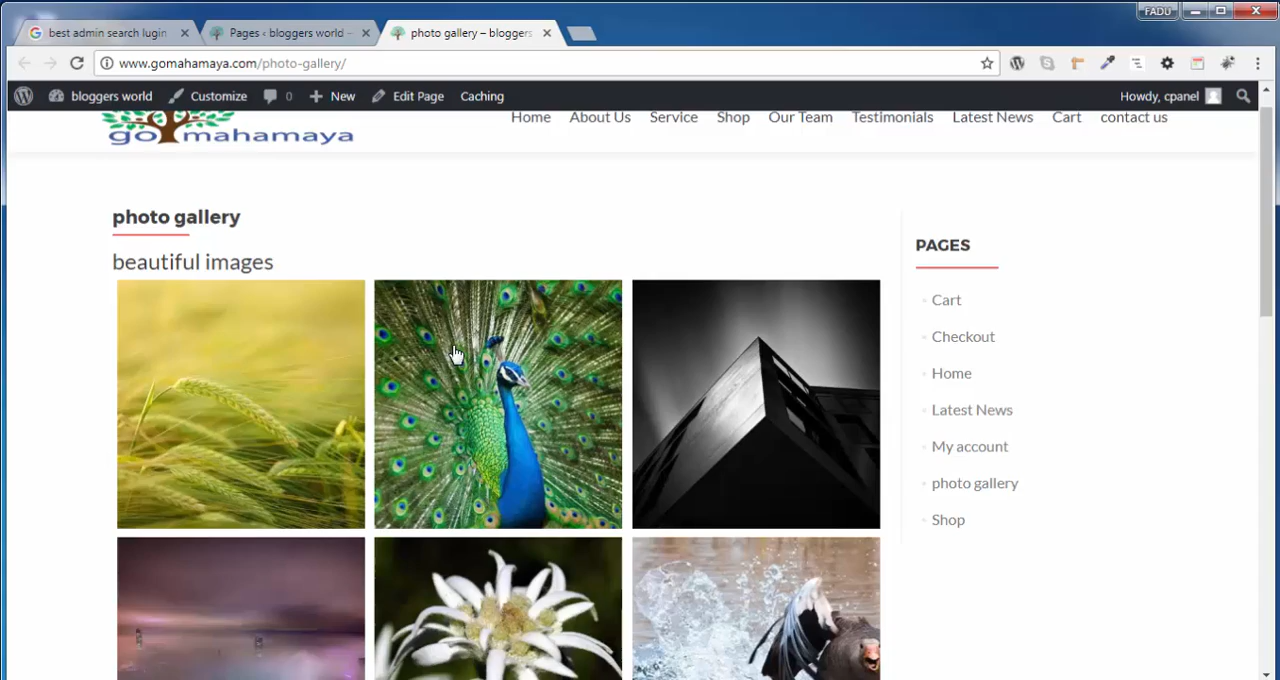 FADU
best admin search lugin
Pages ‹ bloggers world –
photo gallery – bloggers
www.gomahamaya.com/photo-gallery/
bloggers world
Customize
0
New
Edit Page
Caching
Howdy, cpanel
go mahamaya
Home
About Us
Service
Shop
Our Team
Testimonials
Latest News
Cart
contact us
photo gallery
beautiful images
PAGES
Cart
Checkout
Home
Latest News
My account
photo gallery
Shop